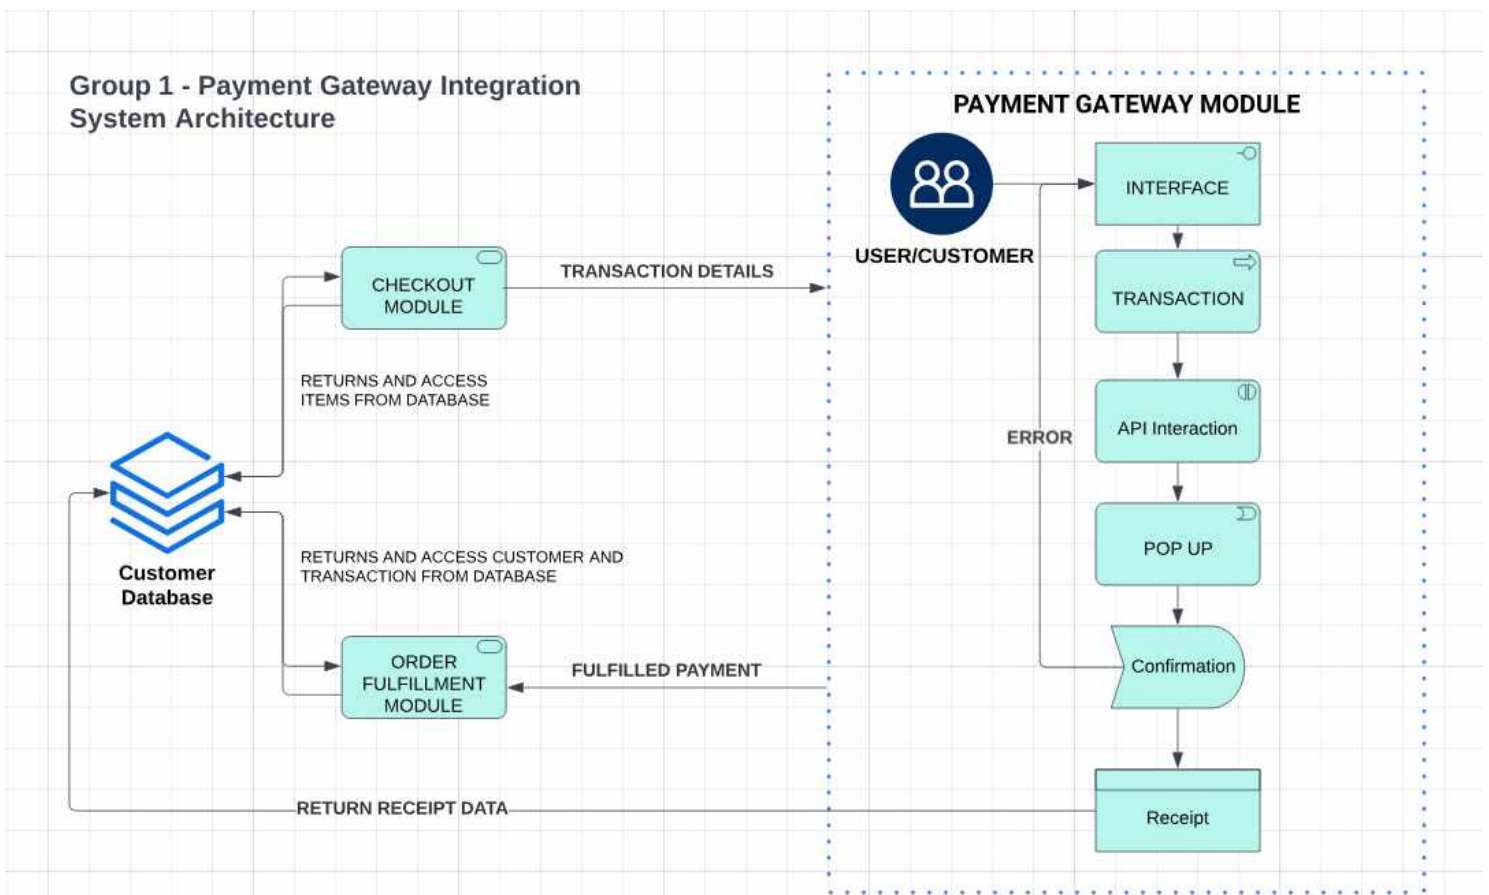 Group 1 - Payment Gateway Integration
System Architecture
PAYMENT GATEWAY MODULE
INTERFACE
USER/CUSTOMER
CHECKOUT
MODULE
TRANSACTION DETAILS
TRANSACTION
RETURNS AND ACCESS
ITEMS FROM DATABASE
ERROR
API Interaction
POP UP
Customer
Database
RETURNS AND ACCESS CUSTOMER AND
TRANSACTION FROM DATABASE
ORDER
FULFILLMENT
MODULE
FULFILLED PAYMENT
Confirmation
RETURN RECEIPT DATA
Receipt